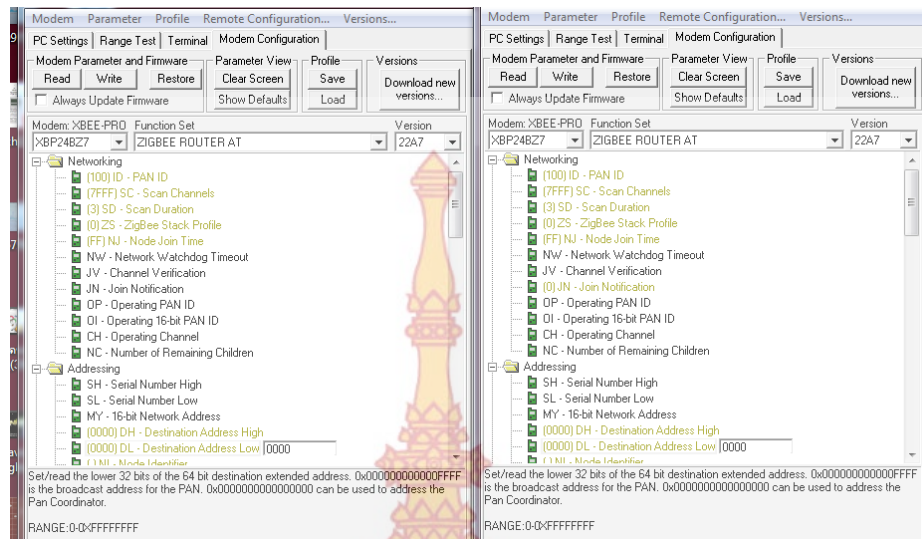 Modem Parameter Profile Remote Configuration... Versions...
PC Settings Range Test Terminal Modem Configuration
Modem Parameter and Firmware Parameter View Profile Versions
Read Write Restore Clear Screen Save Download new versions...
Always Update Firmware Show Defaults Load
Modem: XBEE-PRO Function Set Version
XBP24BZ7 ZIGBEE ROUTER AT 22A7
Networking
(100) ID - PAN ID
(7FFF) SC - Scan Channels
(3) SD - Scan Duration
(0) ZS - ZigBee Stack Profile
(FF) NJ - Node Join Time
NW - Network Watchdog Timeout
JV - Channel Verification
JN - Join Notification
OP - Operating PAN ID
OI - Operating 16-bit PAN ID
CH - Operating Channel
NC - Number of Remaining Children
Addressing
SH - Serial Number High
SL - Serial Number Low
MY - 16-bit Network Address
(0000) DH - Destination Address High
(0000) DL - Destination Address Low 0000
( ) NI - Node Identifier
Set/read the lower 32 bits of the 64 bit destination extended address. 0x000000000000FFFF
is the broadcast address for the PAN. 0x0000000000000000 can be used to address the
Pan Coordinator.
RANGE:0-0XFFFFFFFF
Modem Parameter Profile Remote Configuration... Versions...
PC Settings Range Test Terminal Modem Configuration
Modem Parameter and Firmware Parameter View Profile Versions
Read Write Restore Clear Screen Save Download new versions...
Always Update Firmware Show Defaults Load
Modem: XBEE-PRO Function Set Version
XBP24BZ7 ZIGBEE ROUTER AT 22A7
Networking
(100) ID - PAN ID
(7FFF) SC - Scan Channels
(3) SD - Scan Duration
(0) ZS - ZigBee Stack Profile
(FF) NJ - Node Join Time
NW - Network Watchdog Timeout
JV - Channel Verification
(0) JN - Join Notification
OP - Operating PAN ID
OI - Operating 16-bit PAN ID
CH - Operating Channel
NC - Number of Remaining Children
Addressing
SH - Serial Number High
SL - Serial Number Low
MY - 16-bit Network Address
(0000) DH - Destination Address High
(0000) DL - Destination Address Low 0000
( ) NI - Node Identifier
Set/read the lower 32 bits of the 64 bit destination extended address. 0x000000000000FFFF
is the broadcast address for the PAN. 0x0000000000000000 can be used to address the
Pan Coordinator.
RANGE:0-0XFFFFFFFF